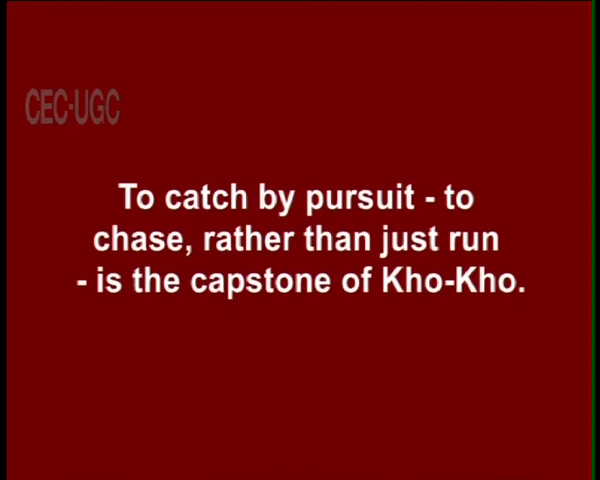 CEC-UGC
To catch by pursuit - to
chase, rather than just run
- is the capstone of Kho-Kho.